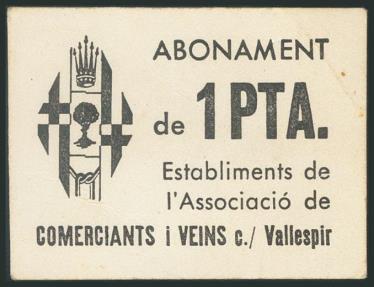 ABONAMENT
de 1 PTA.
Establiments de
l'Associació de
COMERCIANTS i VEINS c./ Vallespir